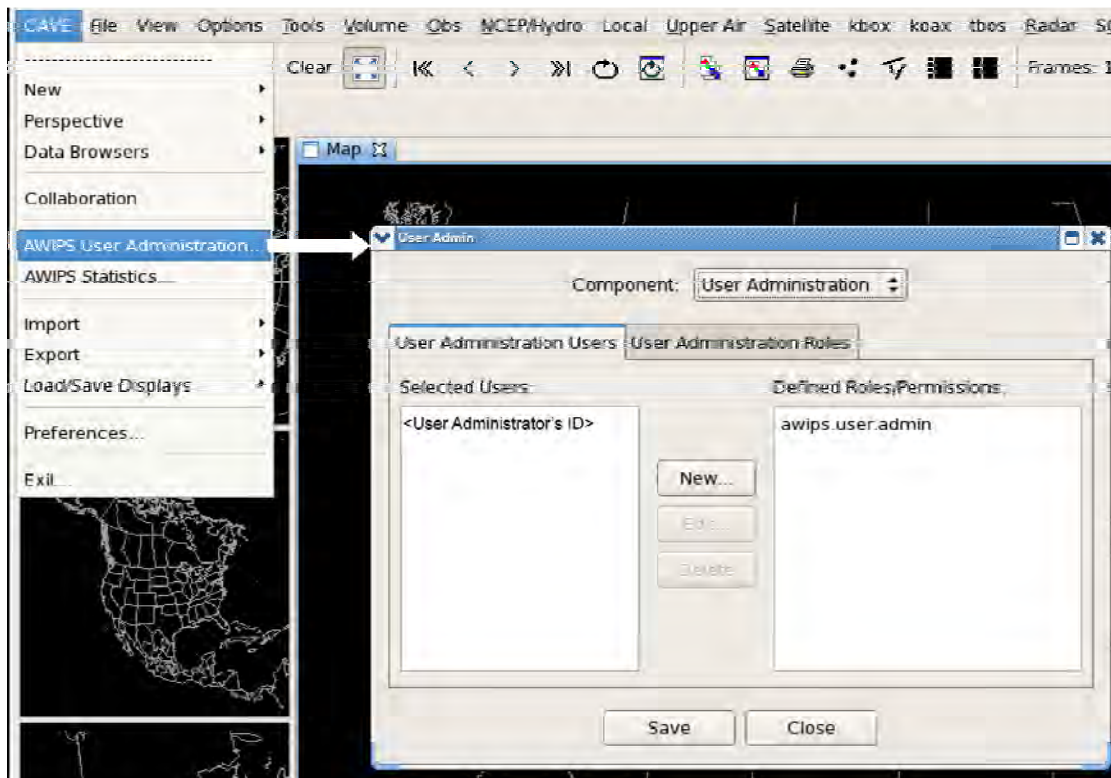 CAVE File View Options Tools Volume Obs NCEP/Hydro Local Upper Air Satellite kbox koax tbos Radar
Clear Frames: 1
New
Perspective
Data Browsers
Collaboration
AWIPS User Administration...
AWIPS Statistics...
Import
Export
Load/Save Displays
Preferences...
Exit...
Map
User Admin
Component: User Administration
User Administration Users User Administration Roles
Selected Users: Defined Roles/Permissions:
<User Administrator's ID> awips.user.admin
New...
Edit...
Delete
Save Close